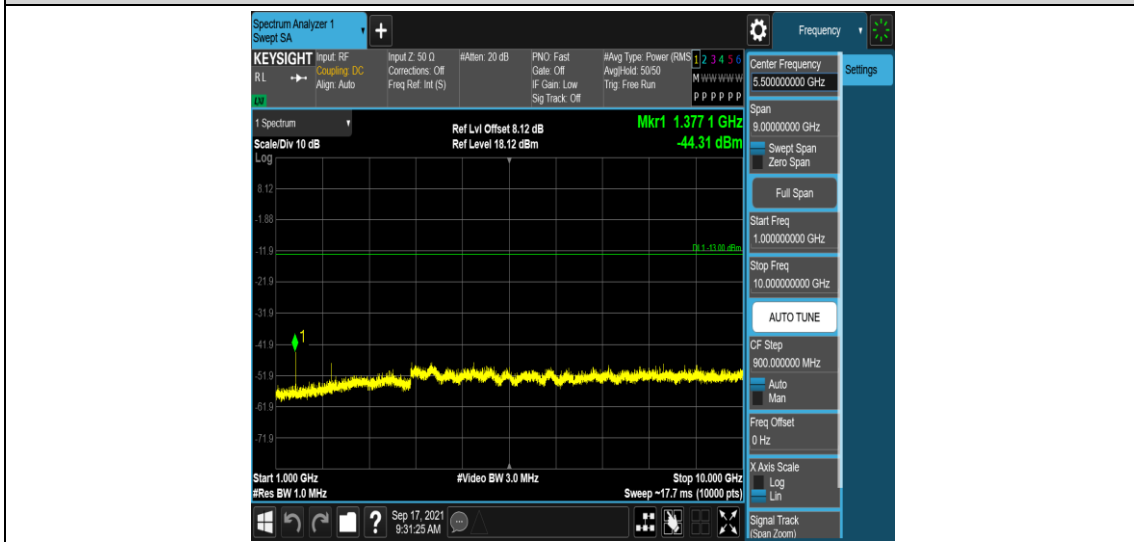 Spectrum Analyzer 1
Swept SA
+
Frequency
KEYSIGHT
RL
LXI
Input: RF
Coupling: DC
Align: Auto
Input Z: 50 Ω
Corrections: Off
Freq Ref: Int (S)
#Atten: 20 dB
PNO: Fast
Gate: Off
IF Gain: Low
Sig Track: Off
#Avg Type: Power (RMS
Avg|Hold: 50/50
Trig: Free Run
1 2 3 4 5 6
M W W W W W
P P P P P P
Center Frequency
5.500000000 GHz
Settings
Span
9.00000000 GHz
Swept Span
Zero Span
Full Span
Start Freq
1.000000000 GHz
Stop Freq
10.000000000 GHz
AUTO TUNE
CF Step
900.000000 MHz
Auto
Man
Freq Offset
0 Hz
X Axis Scale
Log
Lin
Signal Track
(Span Zoom)
1 Spectrum
Scale/Div 10 dB
Log
Ref Lvl Offset 8.12 dB
Ref Level 18.12 dBm
Mkr1 1.377 1 GHz
-44.31 dBm
8.12
-1.88
-11.9
DL1 -13.00 dBm
-21.9
-31.9
-41.9
1
-51.9
-61.9
-71.9
Start 1.000 GHz
#Video BW 3.0 MHz
Stop 10.000 GHz
#Res BW 1.0 MHz
Sweep ~17.7 ms (10000 pts)
?
Sep 17, 2021
9:31:25 AM